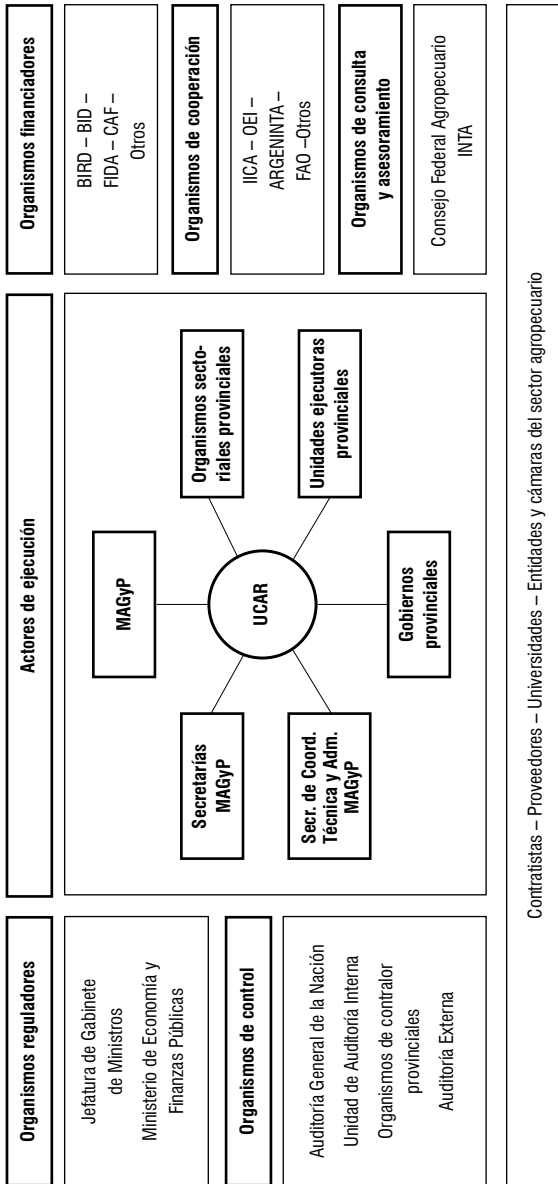 Organismos reguladores
Jefatura de Gabinete
de Ministros
Ministerio de Economía y
Finanzas Públicas
Organismos de control
Auditoría General de la Nación
Unidad de Auditoría Interna
Organismos de contralor
provinciales
Auditoría Externa
Actores de ejecución
MAGyP
Secretarías
MAGyP
Organismos secto-
riales provinciales
UCAR
Secr. de Coord.
Técnica y Adm.
MAGyP
Unidades ejecutoras
provinciales
Gobiernos
provinciales
Organismos financiadores
BIRD – BID –
FIDA – CAF –
Otros
Organismos de cooperación
IICA – OEI –
ARGENINTA –
FAO –Otros
Organismos de consulta
y asesoramiento
Consejo Federal Agropecuario
INTA
Contratistas – Proveedores – Universidades – Entidades y cámaras del sector agropecuario